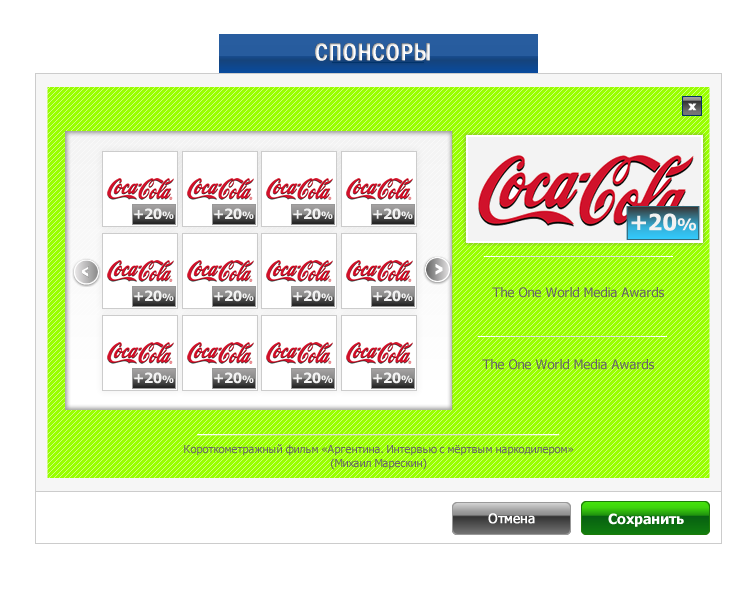 СПОНСОРЫ
x
Coca-Cola Coca-Cola Coca-Cola Coca-Cola
+20% +20% +20% +20%
Coca-Cola Coca-Cola Coca-Cola Coca-Cola
+20% +20% +20% +20%
Coca-Cola Coca-Cola Coca-Cola Coca-Cola
+20% +20% +20% +20%
<
>
Coca-Cola
+20%
The One World Media Awards
The One World Media Awards
Короткометражный фильм «Аргентина. Интервью с мёртвым наркодилером»
(Михаил Марескин)
Отмена
Сохранить